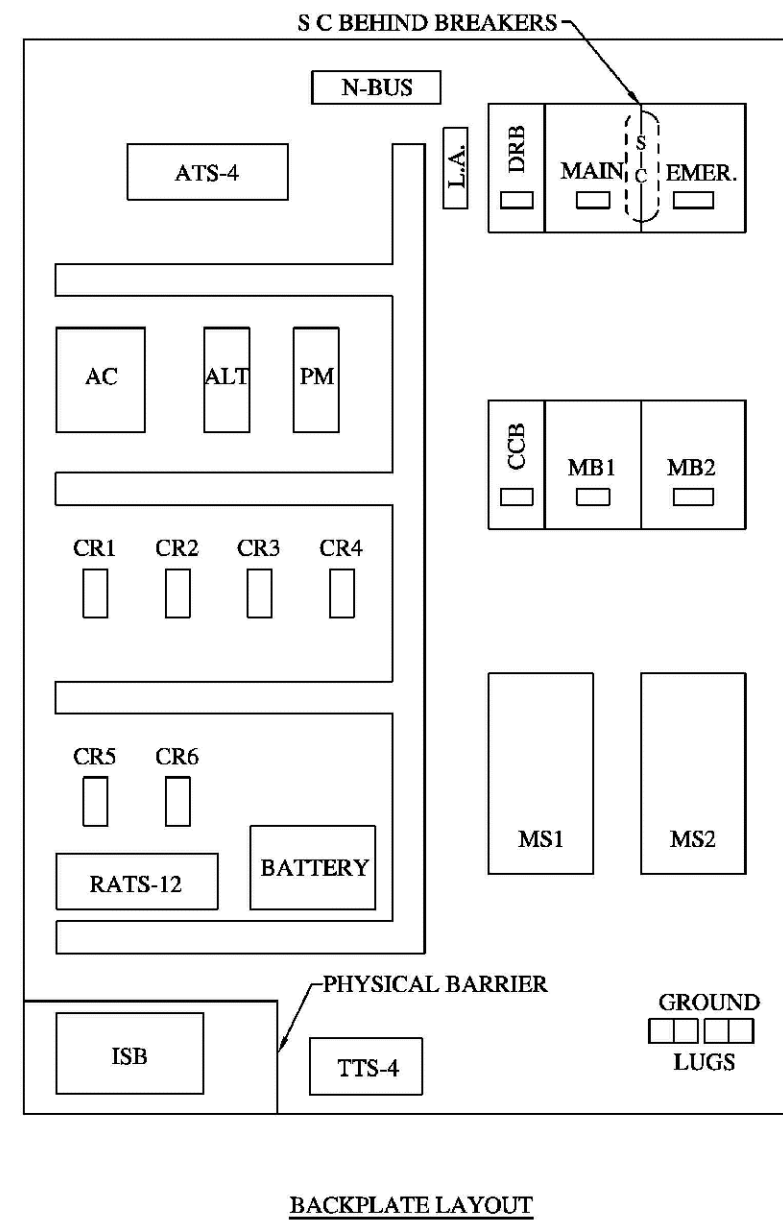 S C BEHIND BREAKERS
N-BUS
ATS-4
L.A.
DRB
MAIN
S
C
EMER.
AC
ALT
PM
CCB
MB1
MB2
CR1
CR2
CR3
CR4
CR5
CR6
RATS-12
BATTERY
MS1
MS2
PHYSICAL BARRIER
ISB
TTS-4
GROUND
LUGS
BACKPLATE LAYOUT